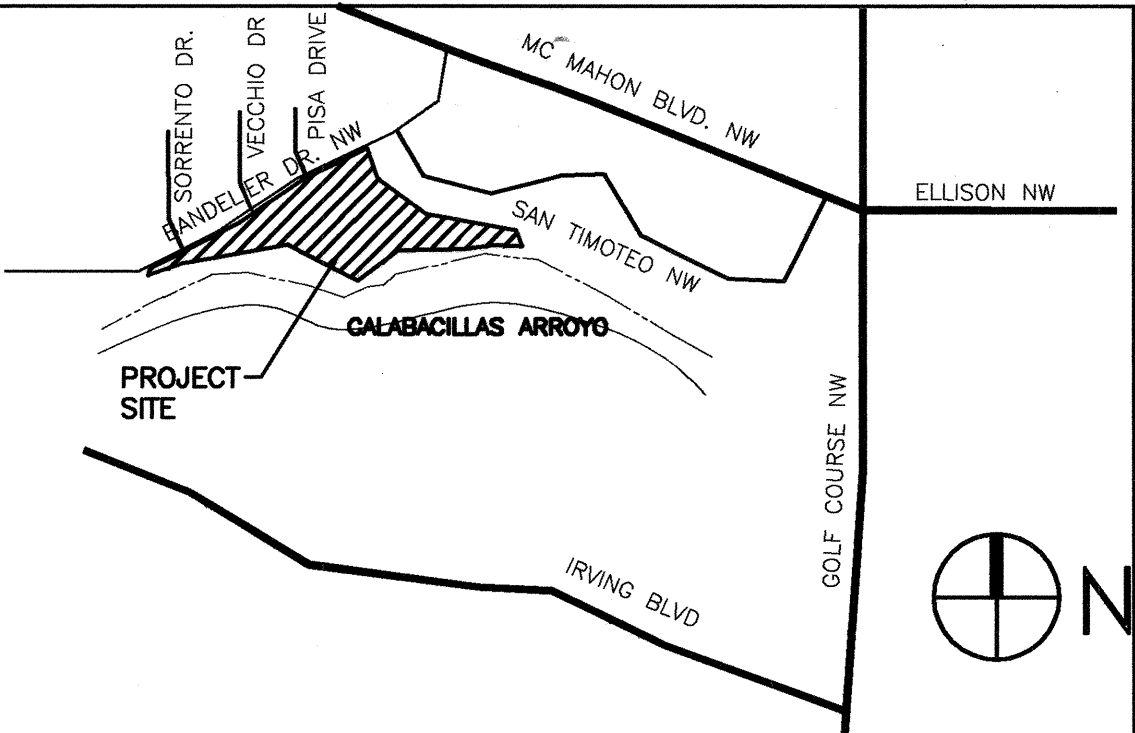 MC MAHON BLVD. NW
SORRENTO DR.
VECCHIO DR
PISA DRIVE
BANDELIER DR. NW
ELLISON NW
SAN TIMOTEO NW
CALABACILLAS ARROYO
PROJECT
SITE
GOLF COURSE NW
IRVING BLVD
N